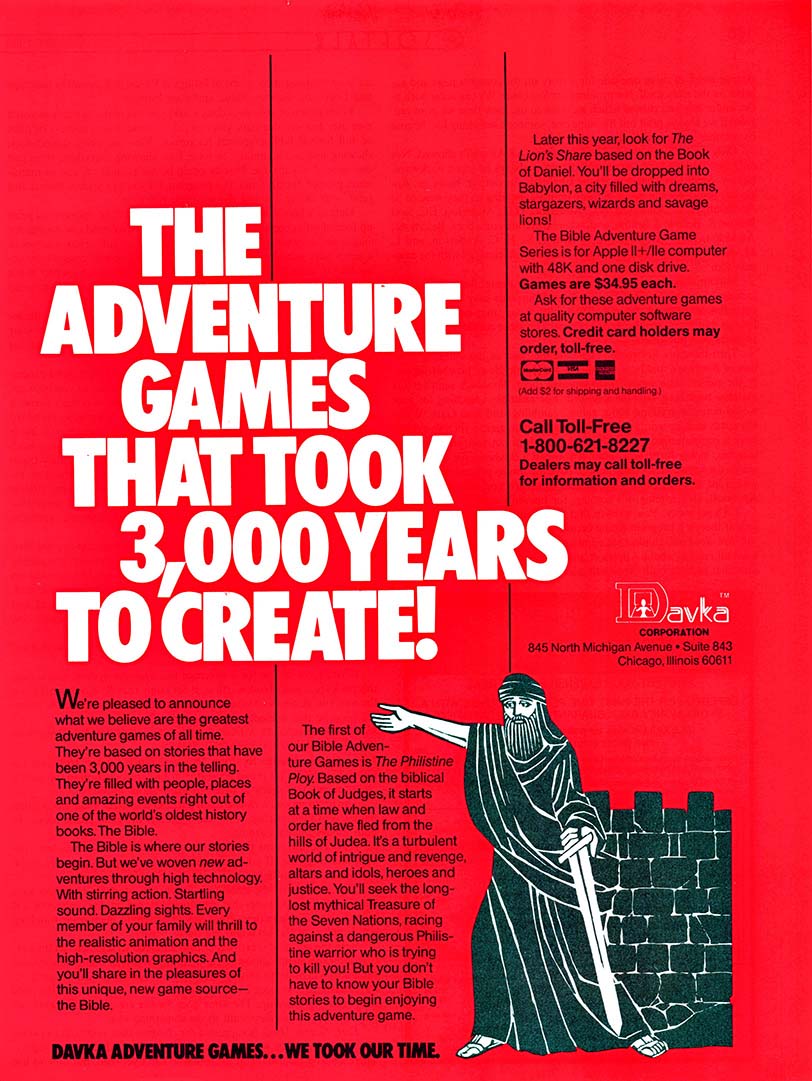 THE
ADVENTURE
GAMES
THAT TOOK
3,000 YEARS
TO CREATE!
We're pleased to announce
what we believe are the greatest
adventure games of all time.
They're based on stories that have
been 3,000 years in the telling.
They're filled with people, places
and amazing events right out of
one of the world's oldest history
books. The Bible.
The Bible is where our stories
begin. But we've woven new ad-
ventures through high technology.
With stirring action. Startling
sound. Dazzling sights. Every
member of your family will thrill to
the realistic animation and the
high-resolution graphics. And
you'll share in the pleasures of
this unique, new game source—
the Bible.
The first of
our Bible Adven-
ture Games is The Philistine
Ploy. Based on the biblical
Book of Judges, it starts
at a time when law and
order have fled from the
hills of Judea. It's a turbulent
world of intrigue and revenge,
altars and idols, heroes and
justice. You'll seek the long-
lost mythical Treasure of
the Seven Nations, racing
against a dangerous Philis-
tine warrior who is trying
to kill you! But you don't
have to know your Bible
stories to begin enjoying
this adventure game.
Later this year, look for The
Lion's Share based on the Book
of Daniel. You'll be dropped into
Babylon, a city filled with dreams,
stargazers, wizards and savage
lions!
The Bible Adventure Game
Series is for Apple II+/IIe computer
with 48K and one disk drive.
Games are $34.95 each.
Ask for these adventure games
at quality computer software
stores. Credit card holders may
order, toll-free.
MasterCard VISA
(Add $2 for shipping and handling.)
Call Toll-Free
1-800-621-8227
Dealers may call toll-free
for information and orders.
Davka TM
CORPORATION
845 North Michigan Avenue • Suite 843
Chicago, Illinois 60611
DAVKA ADVENTURE GAMES...WE TOOK OUR TIME.